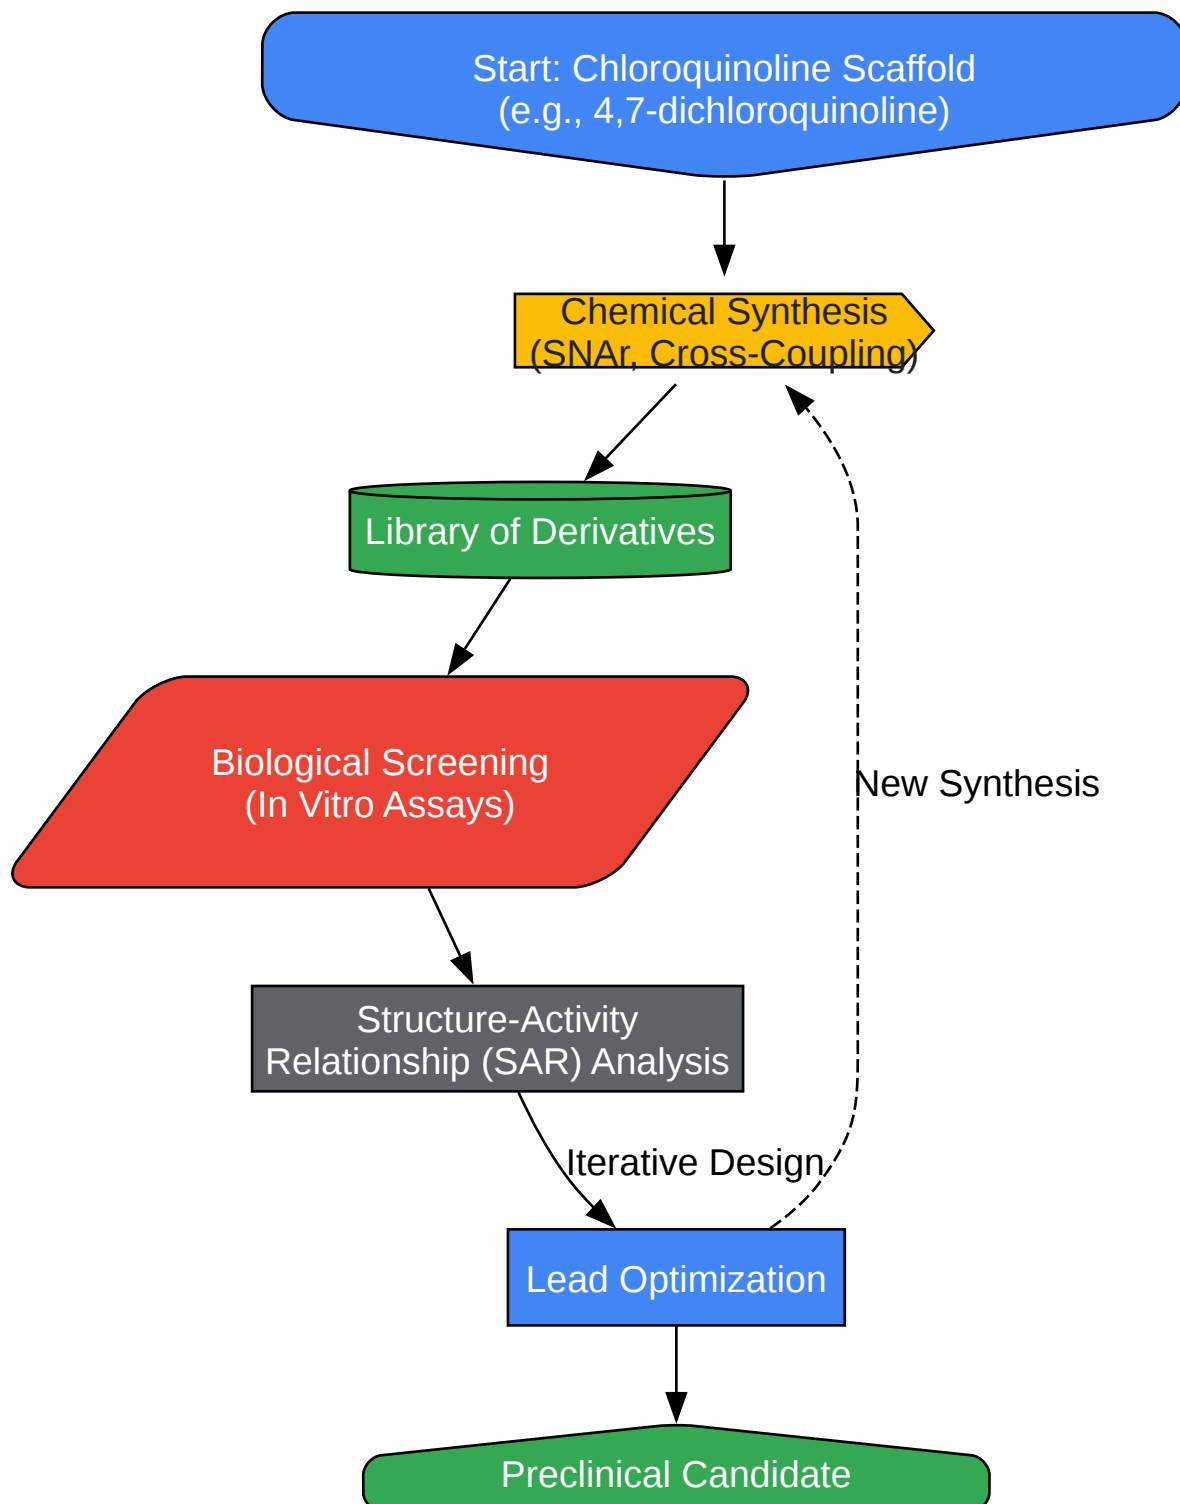 Start: Chloroquinoline Scaffold
(e.g., 4,7-dichloroquinoline)
Chemical Synthesis
(SNAr, Cross-Coupling)
Library of Derivatives
Biological Screening
(In Vitro Assays)
New Synthesis
Structure-Activity
Relationship (SAR) Analysis
Iterative Design
Lead Optimization
Preclinical Candidate